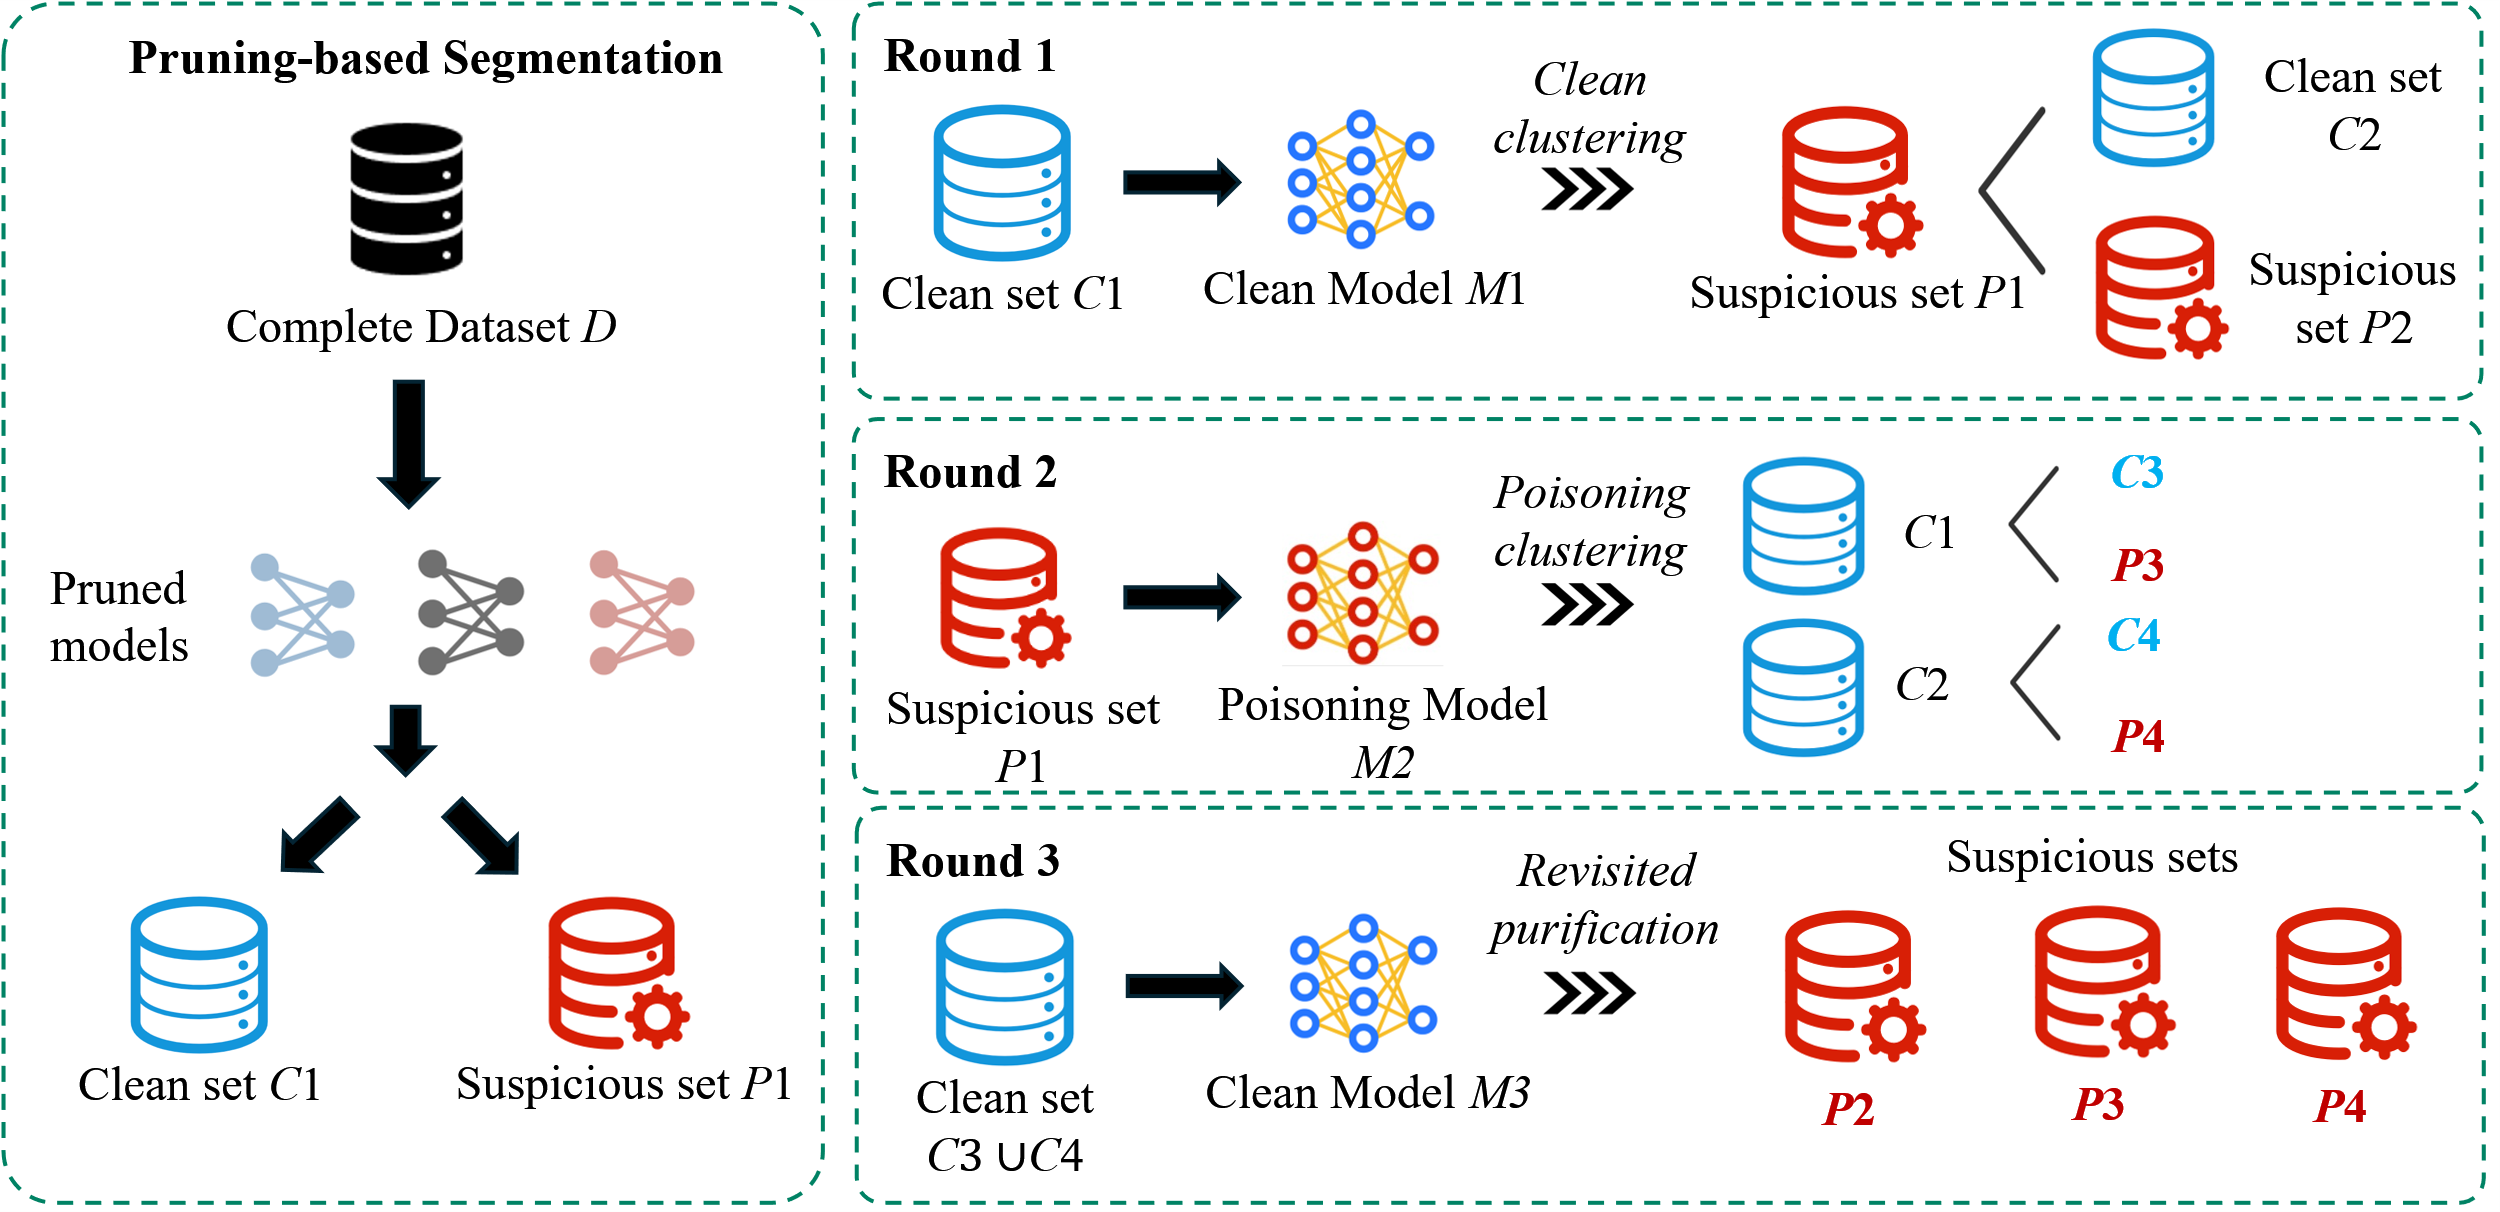 Pruning-based Segmentation
Complete Dataset D
Pruned
models
Clean set C1
Suspicious set P1
Round 1
Clean set C1
Clean Model M1
Clean
clustering
Suspicious set P1
Clean set
C2
Suspicious
set P2
Round 2
Suspicious set
P1
Poisoning Model
M2
Poisoning
clustering
C1
C3
P3
C2
C4
P4
Round 3
Clean set
C3 ∪C4
Clean Model M3
Revisited
purification
Suspicious sets
P2
P3
P4